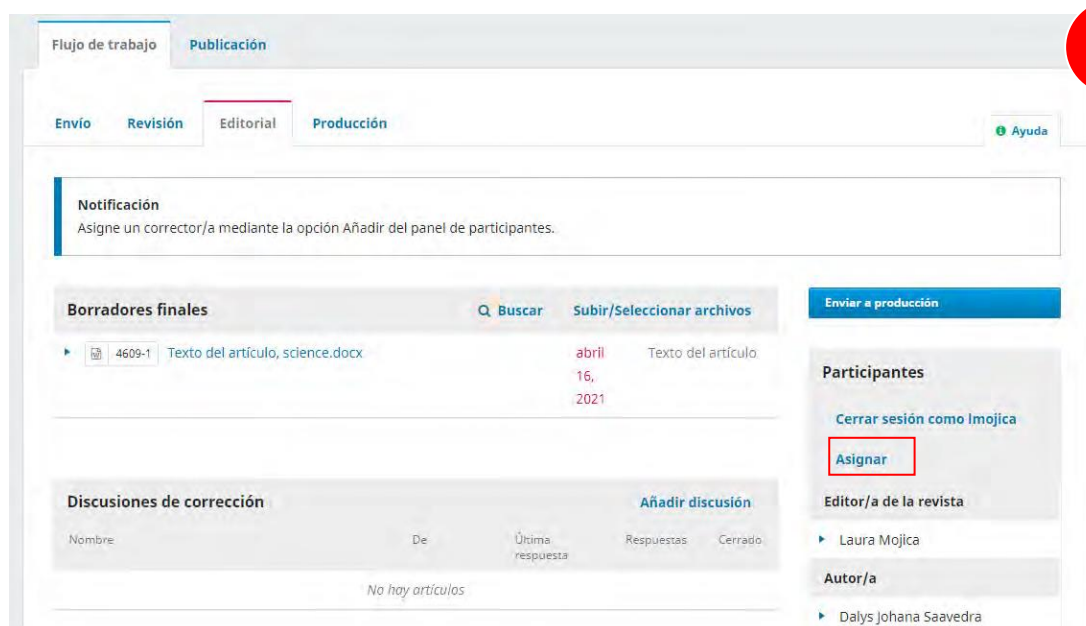 Flujo de trabajo Publicación
Envío Revisión Editorial Producción
Ayuda
Notificación
Asigne un corrector/a mediante la opción Añadir del panel de participantes.
Borradores finales Buscar Subir/Seleccionar archivos
4609-1 Texto del artículo, science.docx abril 16, 2021 Texto del artículo
Discusiones de corrección Añadir discusión
Nombre De Última respuesta Respuestas Cerrado
No hay artículos
Enviar a producción
Participantes
Cerrar sesión como lmojica
Asignar
Editor/a de la revista
Laura Mojica
Autor/a
Dalys Johana Saavedra